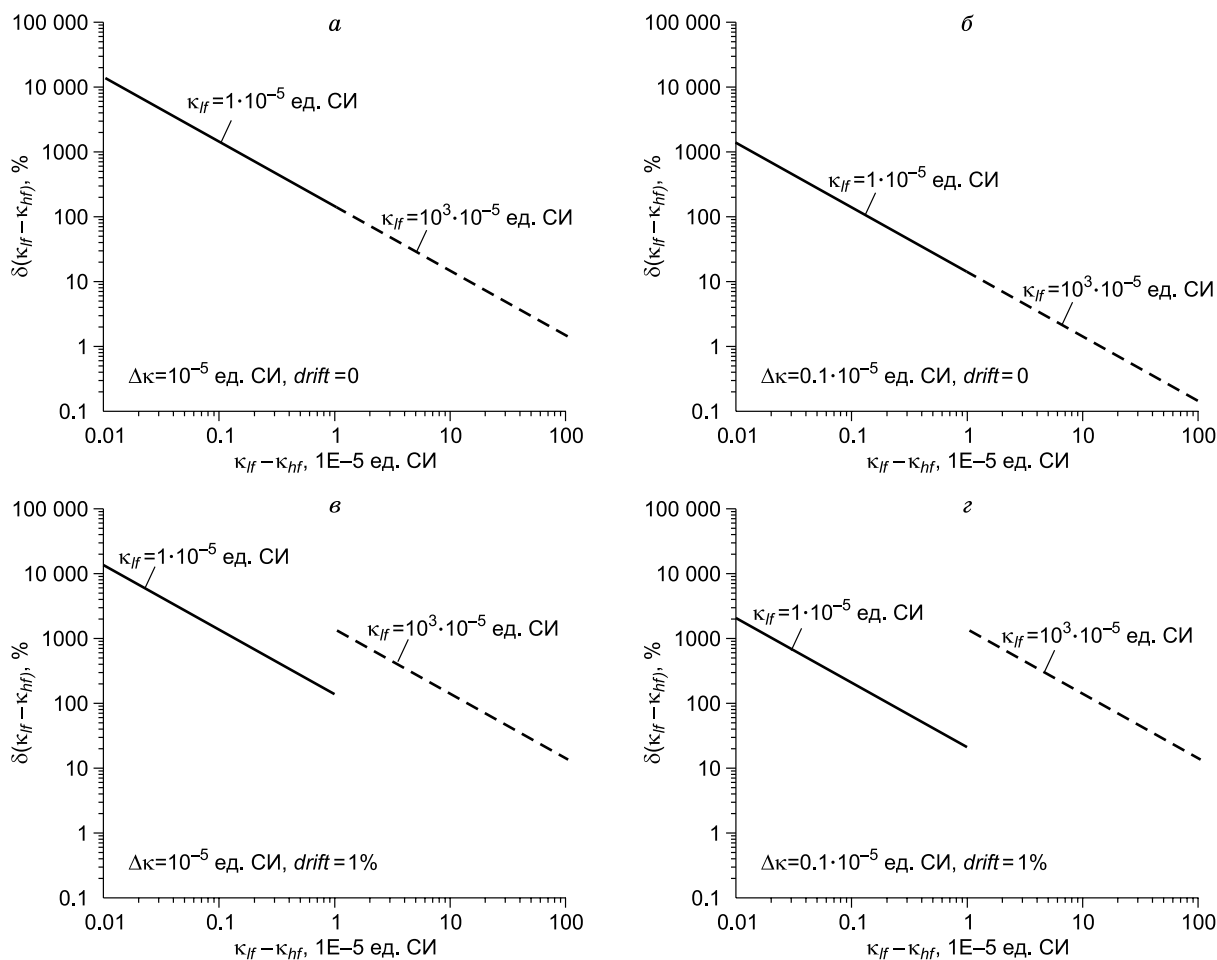 а
100 000
10 000
1000
100
10
1
0.1
δ(κlf – κhf), %
κlf=1·10–5 ед. СИ
κlf=103·10–5 ед. СИ
Δκ=10–5 ед. СИ, drift=0
0.01 0.1 1 10 100
κlf – κhf, 1E–5 ед. СИ
б
100 000
10 000
1000
100
10
1
0.1
δ(κlf – κhf), %
κlf=1·10–5 ед. СИ
κlf=103·10–5 ед. СИ
Δκ=0.1·10–5 ед. СИ, drift=0
0.01 0.1 1 10 100
κlf – κhf, 1E–5 ед. СИ
в
100 000
10 000
1000
100
10
1
0.1
δ(κlf – κhf), %
κlf=1·10–5 ед. СИ
κlf=103·10–5 ед. СИ
Δκ=10–5 ед. СИ, drift=1%
0.01 0.1 1 10 100
κlf – κhf, 1E–5 ед. СИ
г
100 000
10 000
1000
100
10
1
0.1
δ(κlf – κhf), %
κlf=1·10–5 ед. СИ
κlf=103·10–5 ед. СИ
Δκ=0.1·10–5 ед. СИ, drift=1%
0.01 0.1 1 10 100
κlf – κhf, 1E–5 ед. СИ